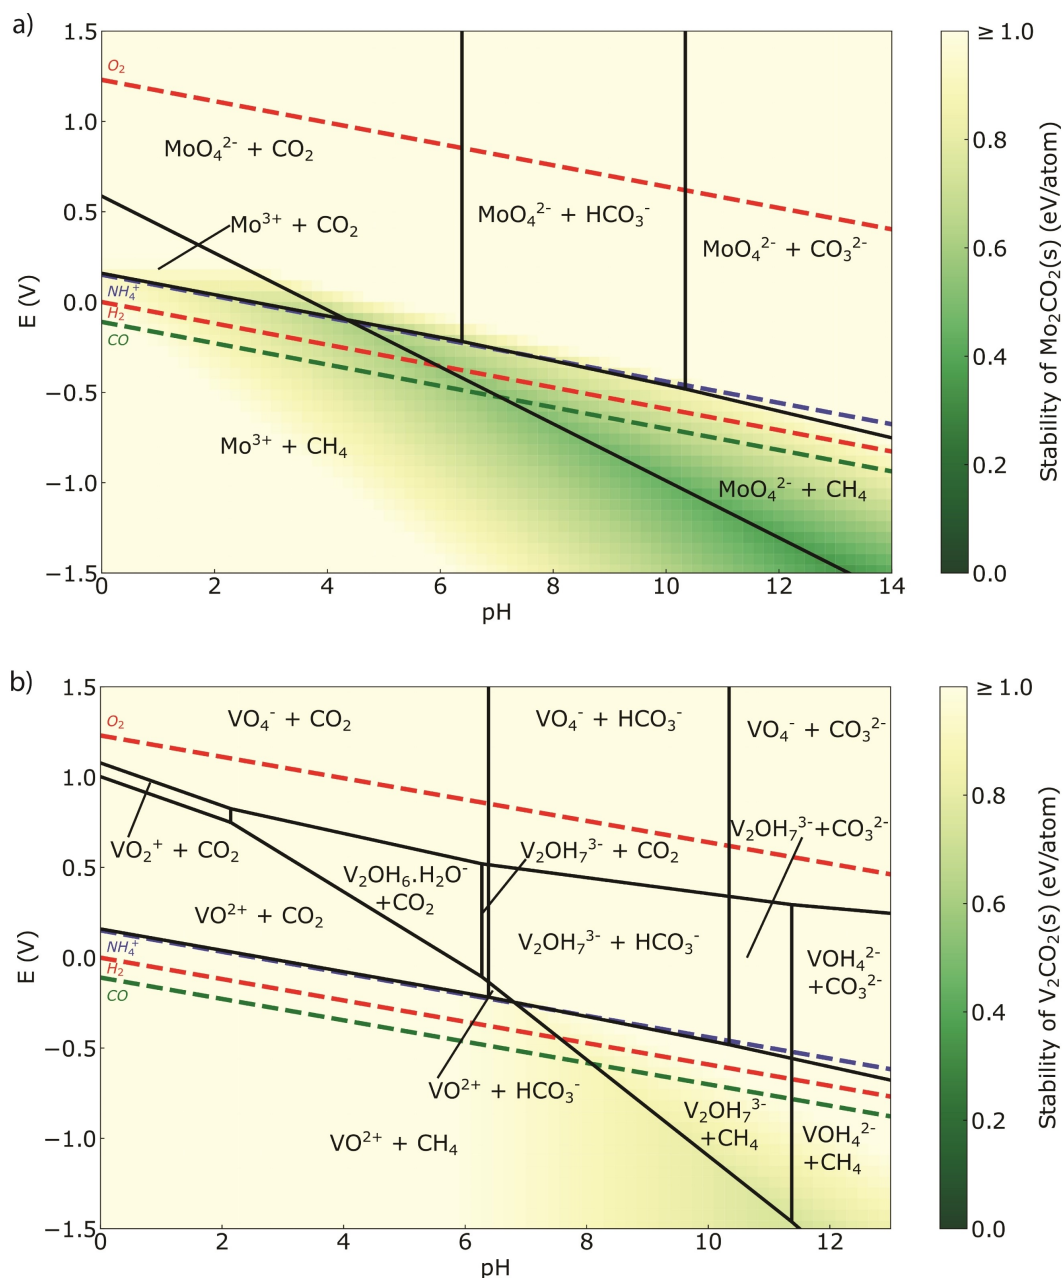 a)
1.5
1.0
0.5
0.0
−0.5
−1.0
−1.5
E (V)
O₂
MoO₄²⁻ + CO₂
Mo³⁺ + CO₂
MoO₄²⁻ + HCO₃⁻
MoO₄²⁻ + CO₃²⁻
NH₄⁺
H₂
CO
Mo³⁺ + CH₄
MoO₄²⁻ + CH₄
0 2 4 6 8 10 12 14
pH
≥ 1.0
0.8
0.6
0.4
0.2
0.0
Stability of Mo₂CO₂(s) (eV/atom)
b)
1.5
1.0
0.5
0.0
−0.5
−1.0
−1.5
E (V)
O₂
VO₄⁻ + CO₂
VO₄⁻ + HCO₃⁻
VO₄⁻ + CO₃²⁻
VO₂⁺ + CO₂
V₂OH₇³⁻ + CO₂
V₂OH₇³⁻+CO₃²⁻
V₂OH₆.H₂O⁻
+CO₂
VO²⁺ + CO₂
V₂OH₇³⁻ + HCO₃⁻
VOH₄²⁻
+CO₃²⁻
NH₄⁺
H₂
CO
VO²⁺ + HCO₃⁻
VO²⁺ + CH₄
V₂OH₇³⁻
+CH₄
VOH₄²⁻
+CH₄
0 2 4 6 8 10 12
pH
≥ 1.0
0.8
0.6
0.4
0.2
0.0
Stability of V₂CO₂(s) (eV/atom)